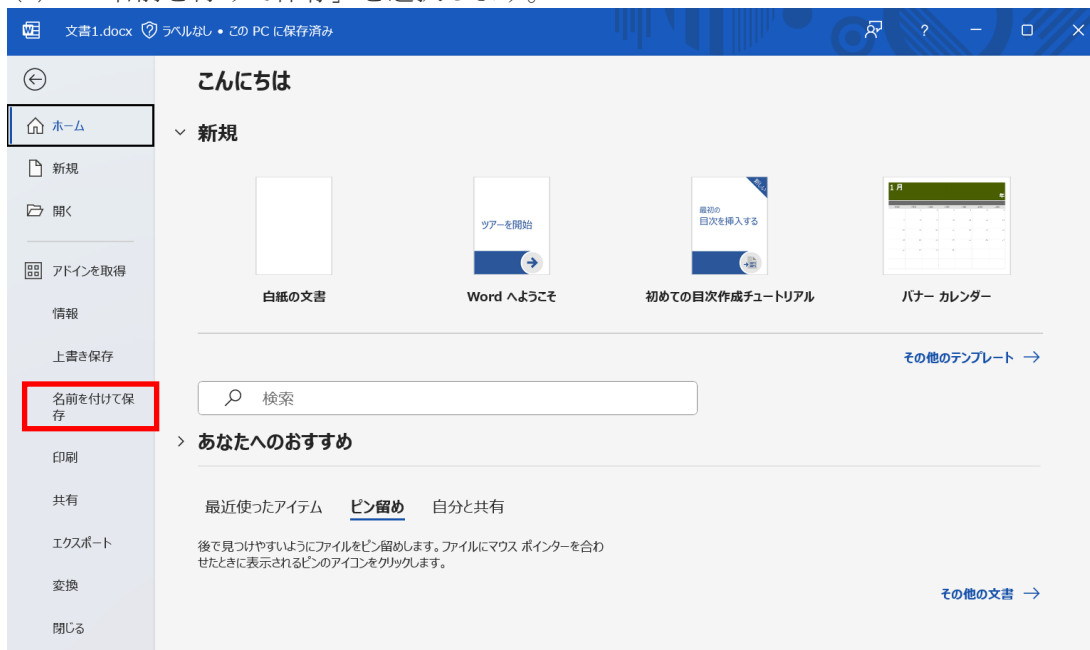 文書1.docx ラベルなし • この PC に保存済み
?
こんにちは
ホーム
新規
新規
開く
1 月
ツアーを開始
最初の
目次を挿入する
アドインを取得
白紙の文書
Word へようこそ
初めての目次作成チュートリアル
バナー カレンダー
情報
上書き保存
その他のテンプレート →
名前を付けて保
存
検索
あなたへのおすすめ
印刷
共有
最近使ったアイテム ピン留め 自分と共有
エクスポート
後で見つけやすいようにファイルをピン留めします。ファイルにマウス ポインターを合わ
せたときに表示されるピンのアイコンをクリックします。
変換
その他の文書 →
閉じる